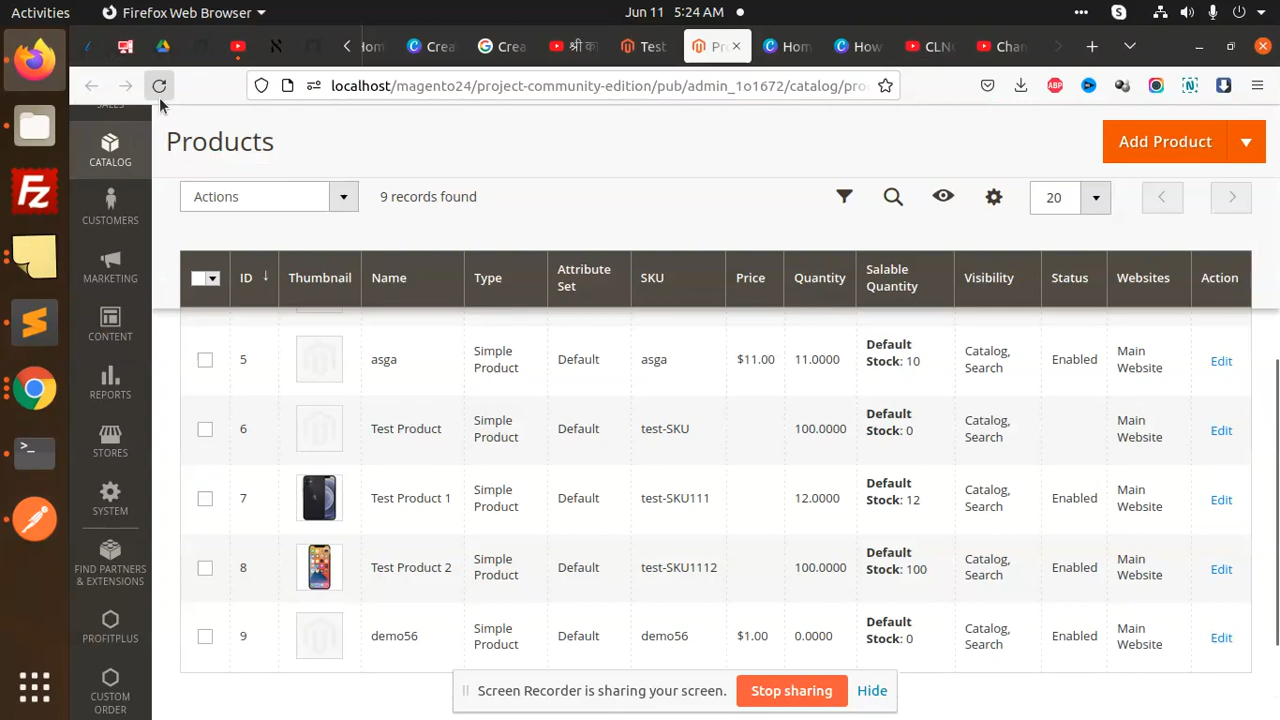 Activities Firefox Web Browser Jun 11 5:24 AM
Hom Crea Crea श्री क Test Pr Hom How CLNC Chan
localhost/magento24/project-community-edition/pub/admin_1o1672/catalog/pro
SALES
CATALOG
CUSTOMERS
MARKETING
CONTENT
REPORTS
STORES
SYSTEM
FIND PARTNERS
& EXTENSIONS
PROFITPLUS
CUSTOM
ORDER
Products
Add Product
Actions 9 records found 20
ID Thumbnail Name Type Attribute Set SKU Price Quantity Salable Quantity Visibility Status Websites Action
5 asga Simple Product Default asga $11.00 11.0000 Default Stock: 10 Catalog, Search Enabled Main Website Edit
6 Test Product Simple Product Default test-SKU 100.0000 Default Stock: 0 Catalog, Search Enabled Main Website Edit
7 Test Product 1 Simple Product Default test-SKU111 12.0000 Default Stock: 12 Catalog, Search Enabled Main Website Edit
8 Test Product 2 Simple Product Default test-SKU1112 100.0000 Default Stock: 100 Catalog, Search Enabled Main Website Edit
9 demo56 Simple Product Default demo56 $1.00 0.0000 Default Stock: 0 Catalog, Search Enabled Main Website Edit
Screen Recorder is sharing your screen. Stop sharing Hide